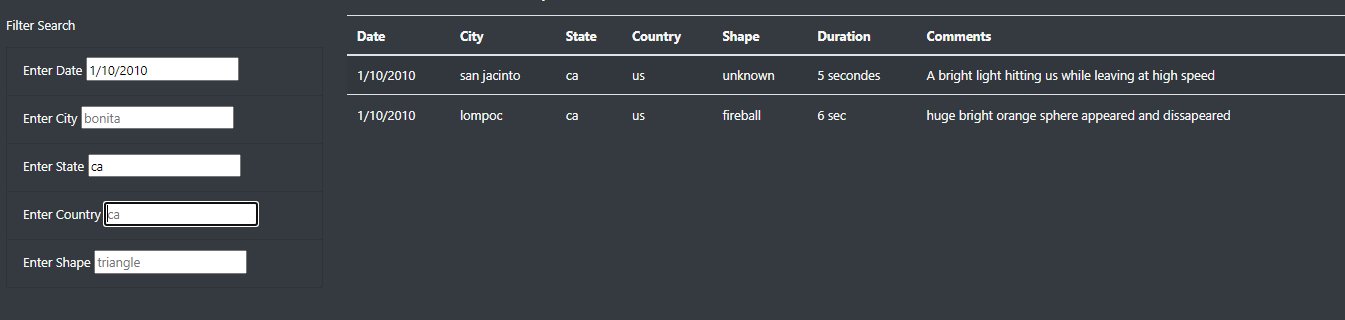 Filter Search
Enter Date 1/10/2010
Enter City bonita
Enter State ca
Enter Country ca
Enter Shape triangle
Date City State Country Shape Duration Comments
1/10/2010 san jacinto ca us unknown 5 secondes A bright light hitting us while leaving at high speed
1/10/2010 lompoc ca us fireball 6 sec huge bright orange sphere appeared and dissapeared